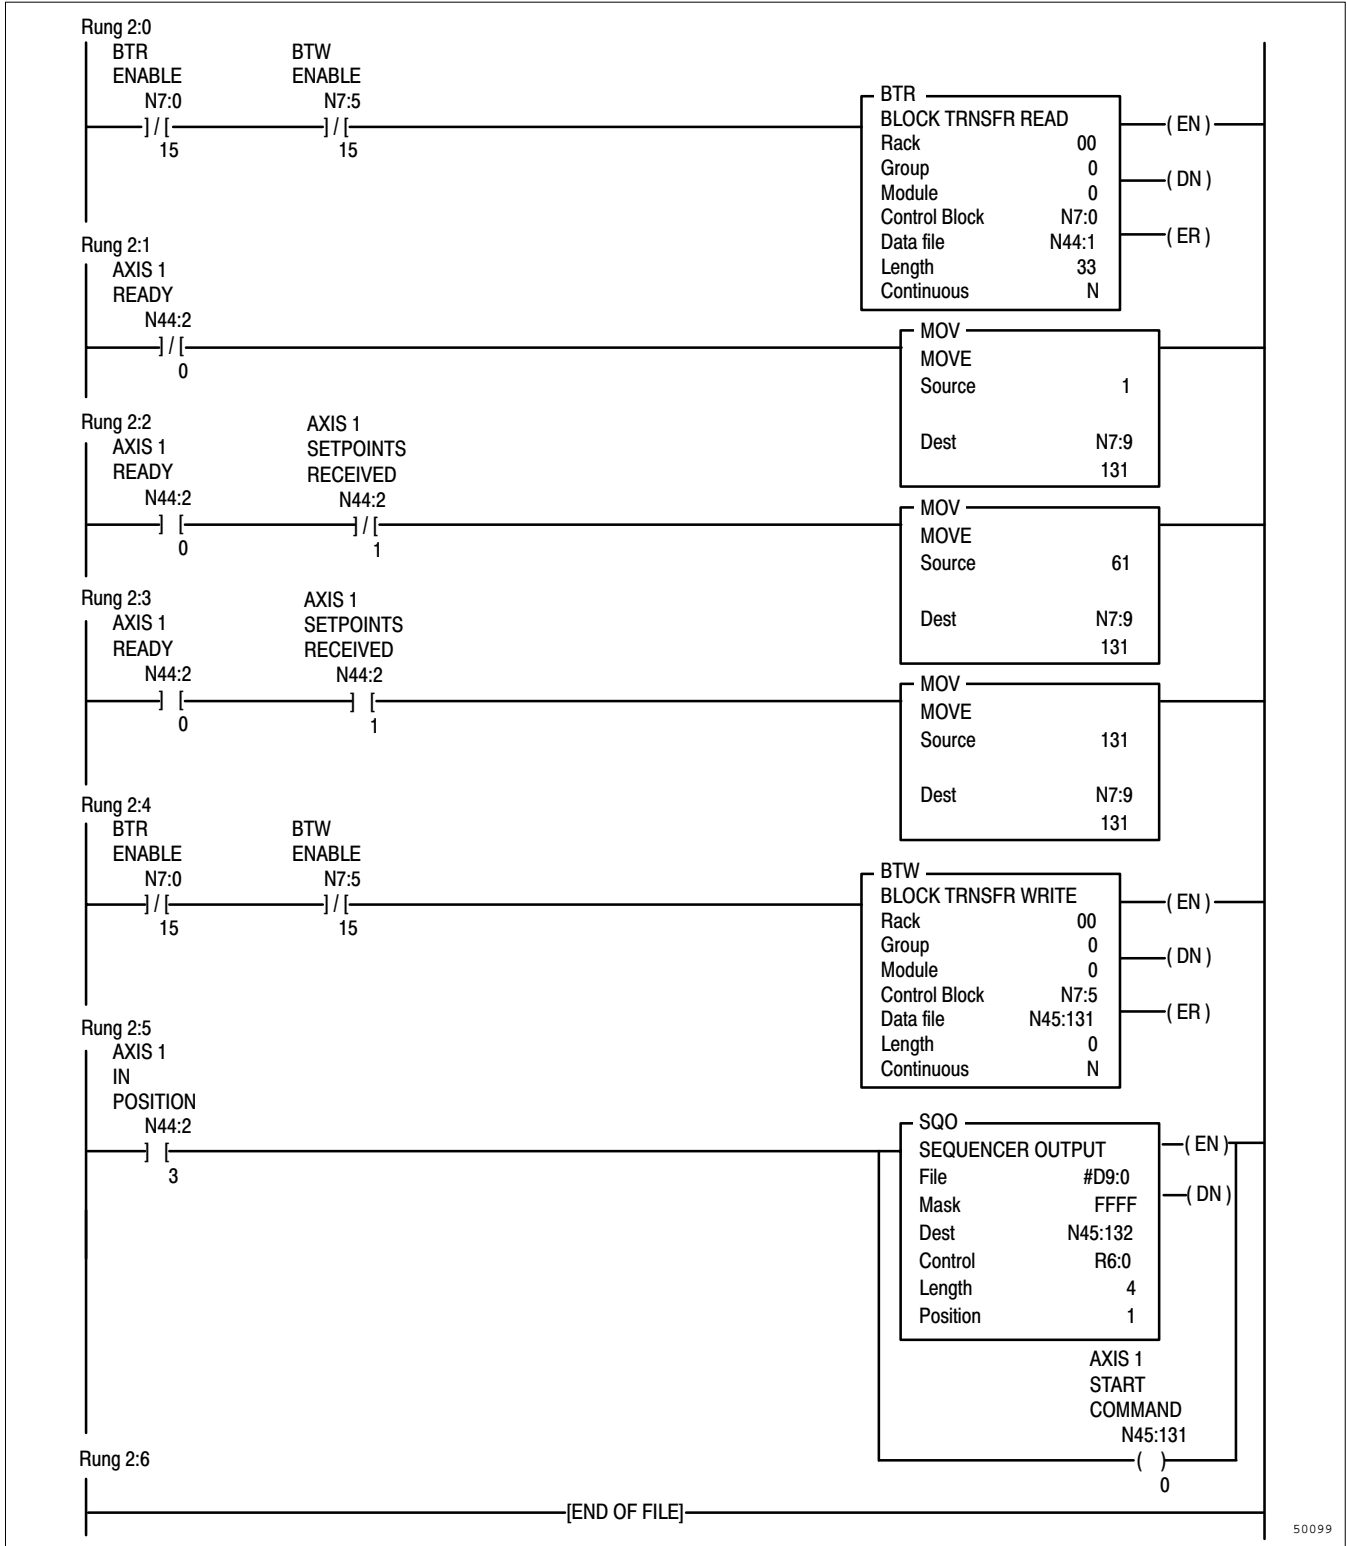 Rung 2:0
BTR ENABLE
N7:0
] / [
15
BTW ENABLE
N7:5
] / [
15
BTR
BLOCK TRNSFR READ
Rack 00
Group 0
Module 0
Control Block N7:0
Data file N44:1
Length 33
Continuous N
( EN )
( DN )
( ER )
Rung 2:1
AXIS 1
READY
N44:2
] / [
0
MOV
MOVE
Source 1
Dest N7:9
131
Rung 2:2
AXIS 1
READY
N44:2
] [
0
AXIS 1
SETPOINTS
RECEIVED
N44:2
] / [
1
MOV
MOVE
Source 61
Dest N7:9
131
Rung 2:3
AXIS 1
READY
N44:2
] [
0
AXIS 1
SETPOINTS
RECEIVED
N44:2
] [
1
MOV
MOVE
Source 131
Dest N7:9
131
Rung 2:4
BTR
ENABLE
N7:0
] / [
15
BTW
ENABLE
N7:5
] / [
15
BTW
BLOCK TRNSFR WRITE
Rack 00
Group 0
Module 0
Control Block N7:5
Data file N45:131
Length 0
Continuous N
( EN )
( DN )
( ER )
Rung 2:5
AXIS 1
IN
POSITION
N44:2
] [
3
SQO
SEQUENCER OUTPUT
File #D9:0
Mask FFFF
Dest N45:132
Control R6:0
Length 4
Position 1
( EN )
( DN )
AXIS 1
START
COMMAND
N45:131
( )
0
Rung 2:6
[END OF FILE]
50099